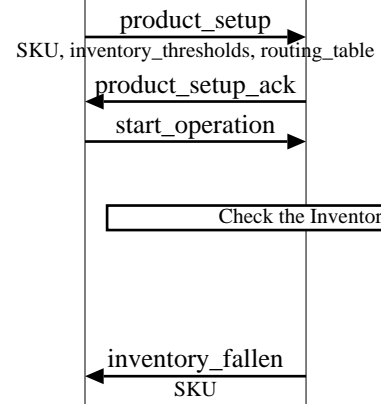 product_setup
SKU, inventory_thresholds, routing_table
product_setup_ack
start_operation
Check the Inventor
inventory_fallen
SKU